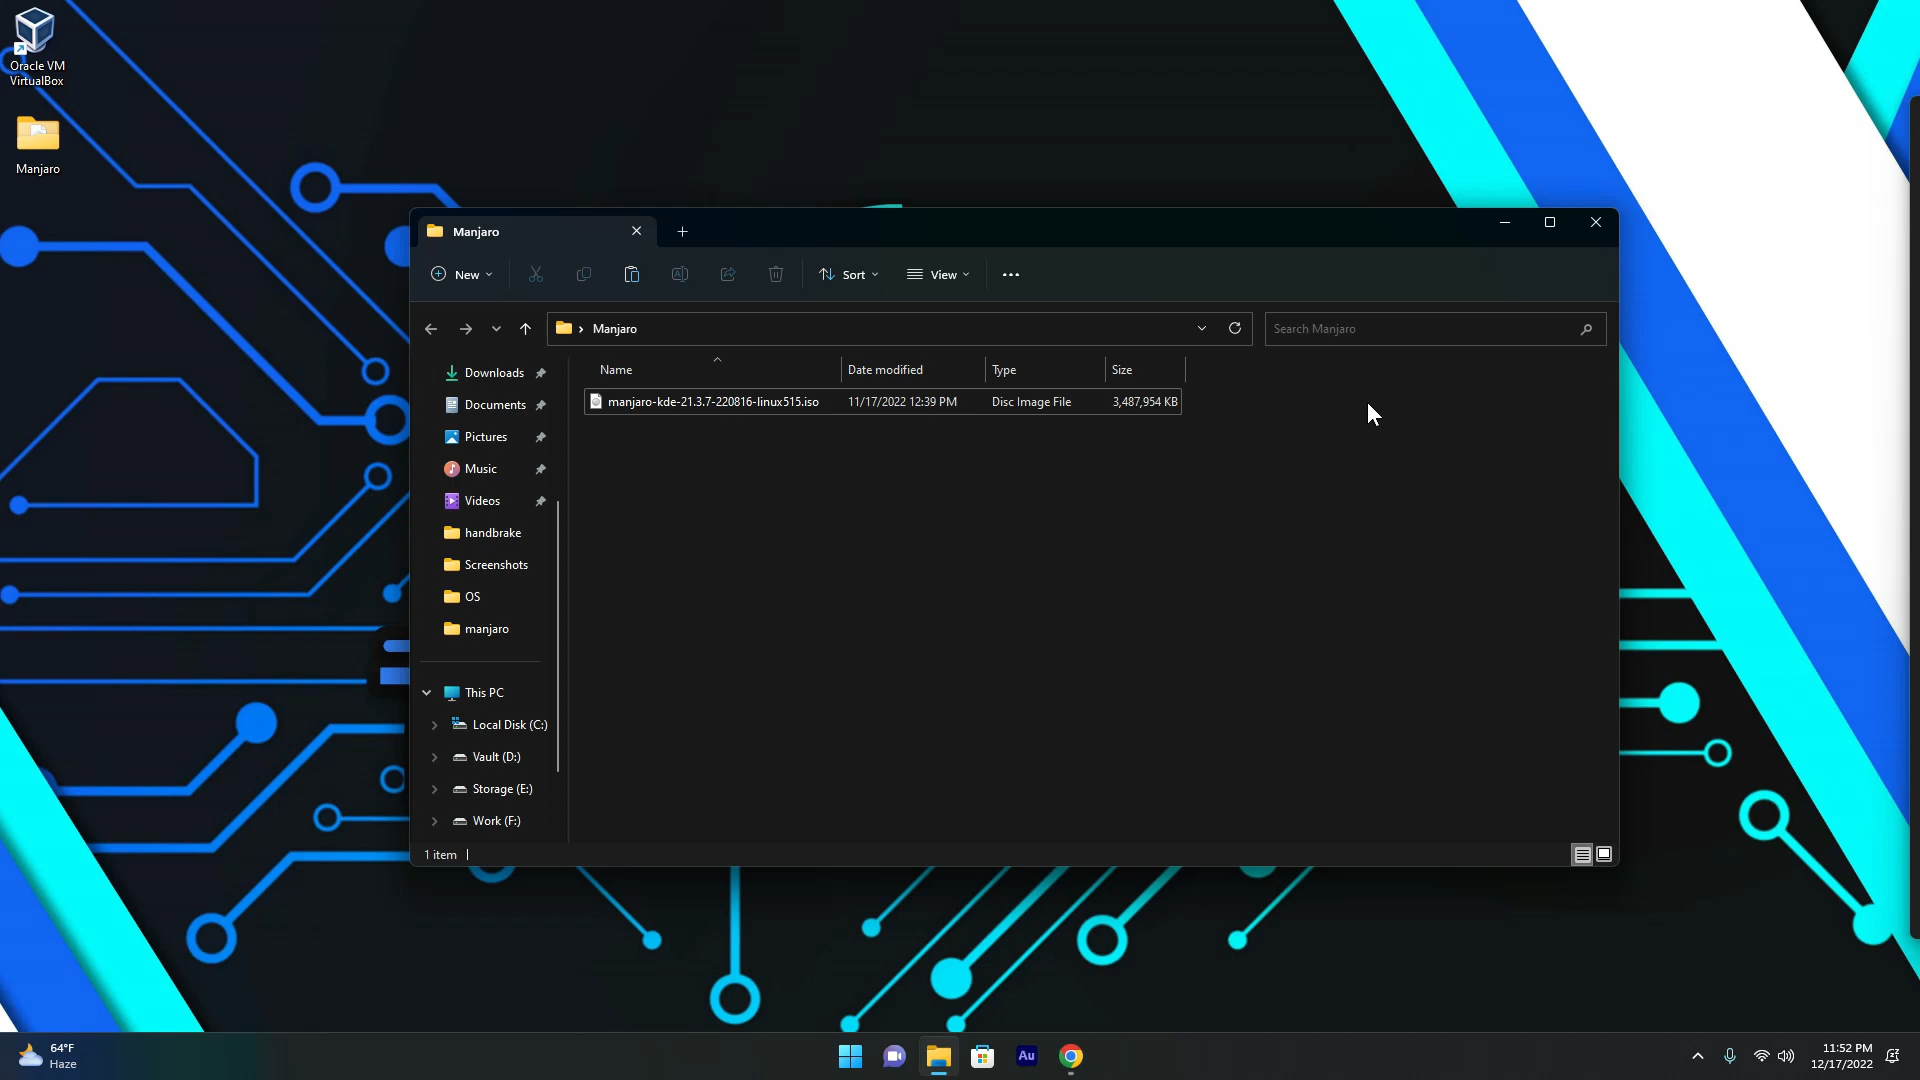 Oracle VM
VirtualBox
Manjaro
Manjaro
New
Sort
View
Manjaro
Search Manjaro
Name
Date modified
Type
Size
manjaro-kde-21.3.7-220816-linux515.iso
11/17/2022 12:39 PM
Disc Image File
3,487,954 KB
Downloads
Documents
Pictures
Music
Videos
handbrake
Screenshots
OS
manjaro
This PC
Local Disk (C:)
Vault (D:)
Storage (E:)
Work (F:)
1 item
64°F
Haze
Au
11:52 PM
12/17/2022